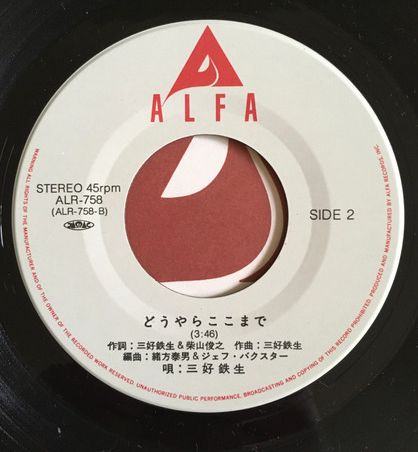 ALFA
STEREO 45rpm
ALR-758
(ALR-758-B)
SIDE 2
どうやらここまで
(3:46)
作詞:三好鉄生&柴山俊之 作曲:三好鉄生
編曲:緒方泰男&ジェフ・バクスター
唄:三好鉄生
WARNING: ALL RIGHTS OF THE MANUFACTURER AND OF THE OWNER OF THE RECORDED WORK RESERVED. UNAUTHORIZED PUBLIC PERFORMANCE, BROADCASTING AND COPYING OF THIS RECORD PROHIBITED. PRODUCED AND MANUFACTURED BY ALFA RECORDS, INC.